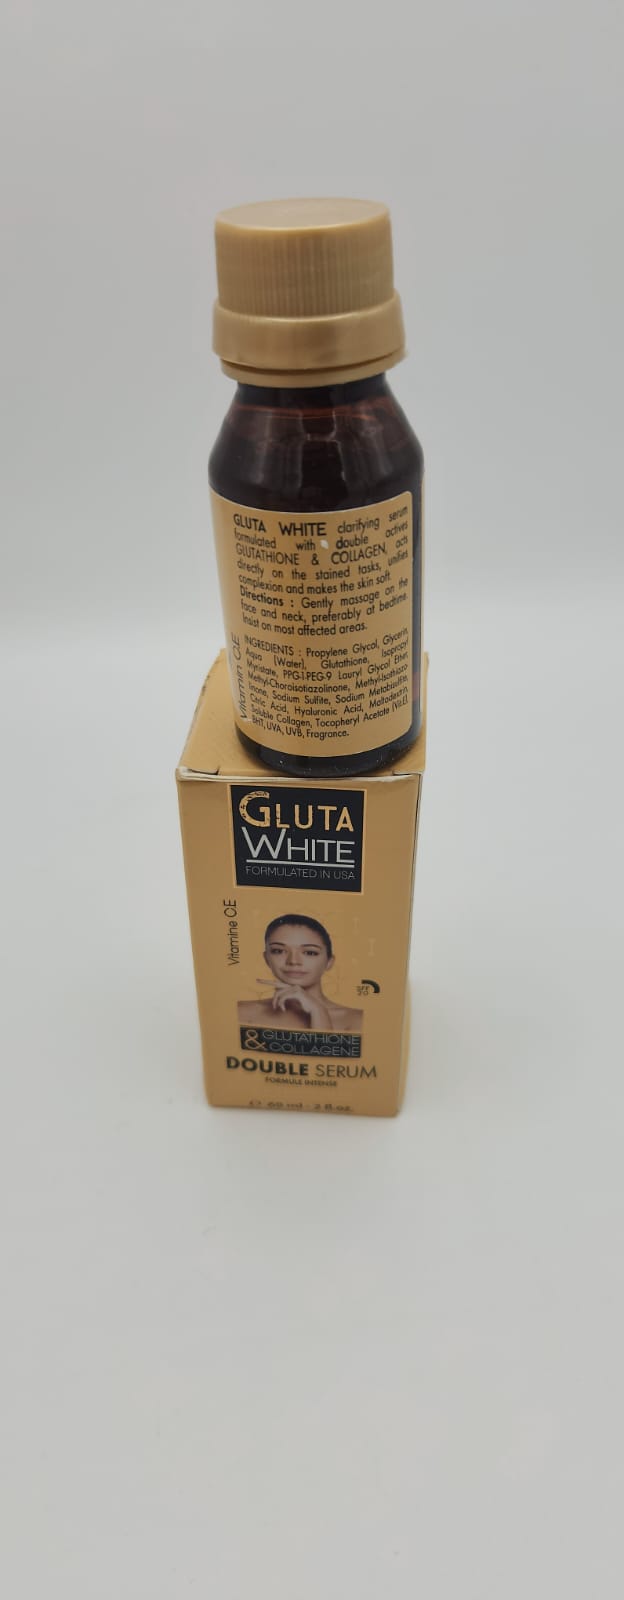 GLUTA WHITE clarifying serum
formulated with double actives
GLUTATHIONE & COLLAGEN, acts
directly on the stained tasks, unifies
complexion and makes the skin soft.
Directions : Gently massage on the
face and neck, preferably at bedtime.
Insist on most affected areas.
Vitamin C.E
INGREDIENTS : Propylene Glycol, Glycerin,
Aqua (Water), Glutathione, Isopropyl
Myristate, PPG-1-PEG-9 Lauryl Glycol Ether,
Methyl-Choroisotiazolinone, Methyl-Isothiazo
linone, Sodium Sulfite, Sodium Metabisulfite,
Citric Acid, Hyaluronic Acid, Maltodextrin,
Soluble Collagen, Tocopheryl Acetate (Vit.E),
BHT, UVA, UVB, Fragrance.
GLUTA
WHITE
FORMULATED IN USA
Vitamine C.E
SPF
20
& GLUTATHIONE
COLLAGENE
DOUBLE SERUM
FORMULE INTENSE
60 ml - 2 fl.oz.